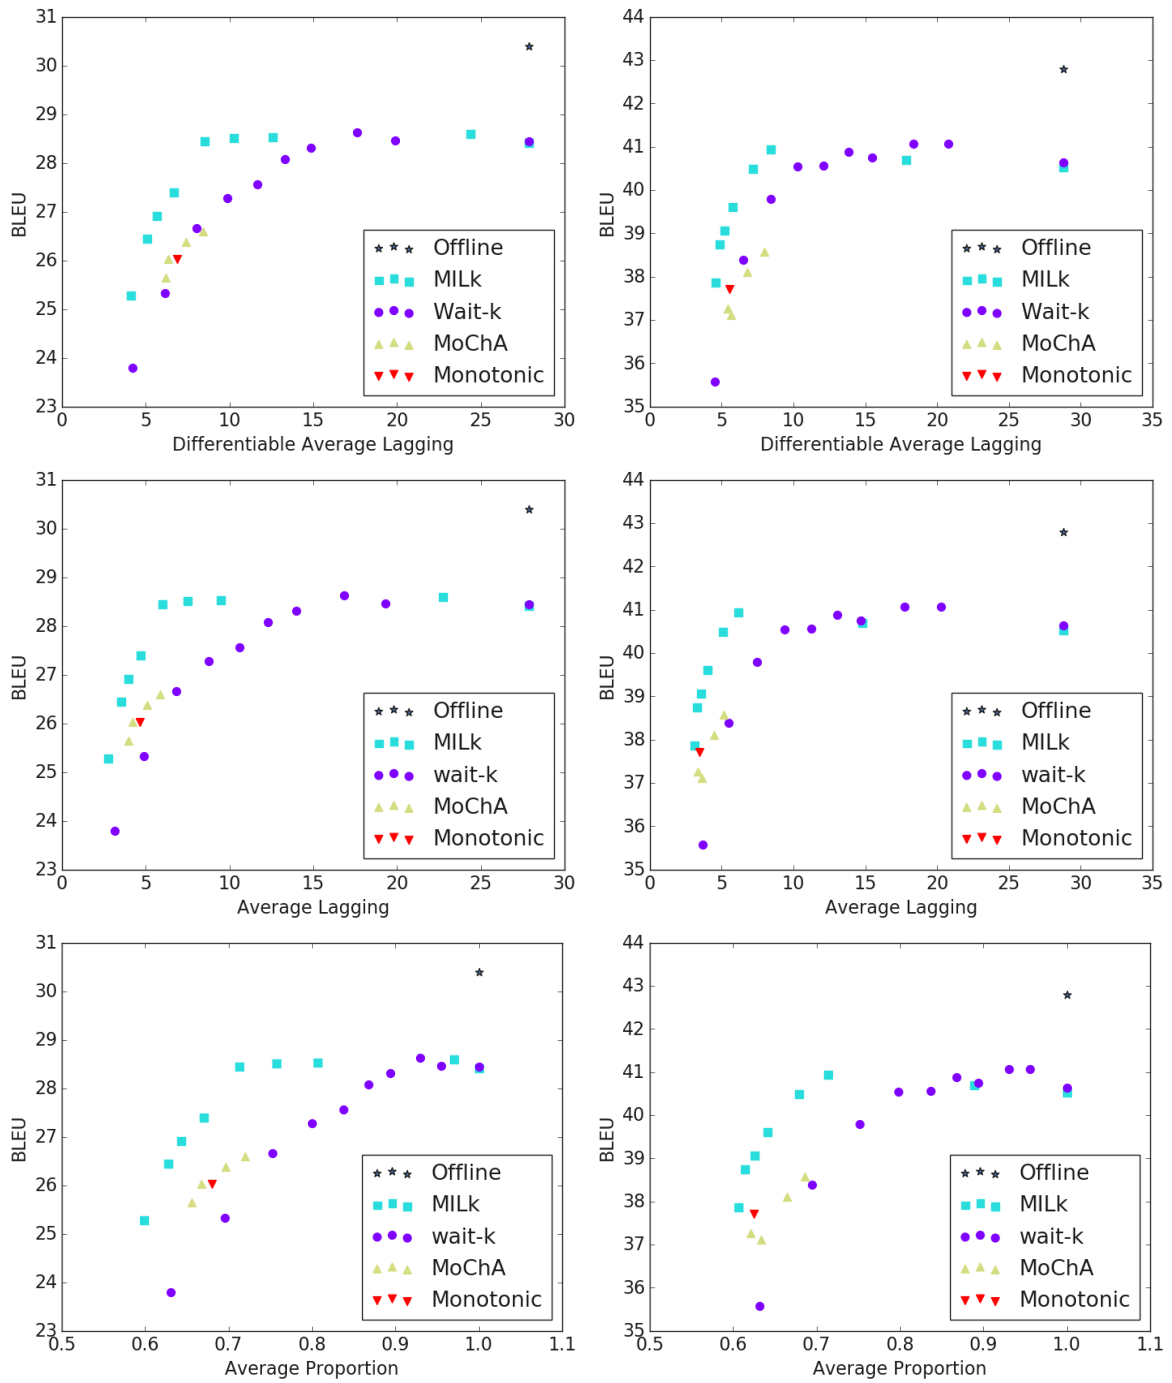 31
30
29
28
27
26
25
24
23
BLEU
Offline
MILk
Wait-k
MoChA
Monotonic
0 5 10 15 20 25 30
Differentiable Average Lagging
44
43
42
41
40
39
38
37
36
35
BLEU
Offline
MILk
Wait-k
MoChA
Monotonic
0 5 10 15 20 25 30 35
Differentiable Average Lagging
31
30
29
28
27
26
25
24
23
BLEU
Offline
MILk
wait-k
MoChA
Monotonic
0 5 10 15 20 25 30
Average Lagging
44
43
42
41
40
39
38
37
36
35
BLEU
Offline
MILk
wait-k
MoChA
Monotonic
0 5 10 15 20 25 30 35
Average Lagging
31
30
29
28
27
26
25
24
23
BLEU
Offline
MILk
wait-k
MoChA
Monotonic
0.5 0.6 0.7 0.8 0.9 1.0 1.1
Average Proportion
44
43
42
41
40
39
38
37
36
35
BLEU
Offline
MILk
wait-k
MoChA
Monotonic
0.5 0.6 0.7 0.8 0.9 1.0 1.1
Average Proportion